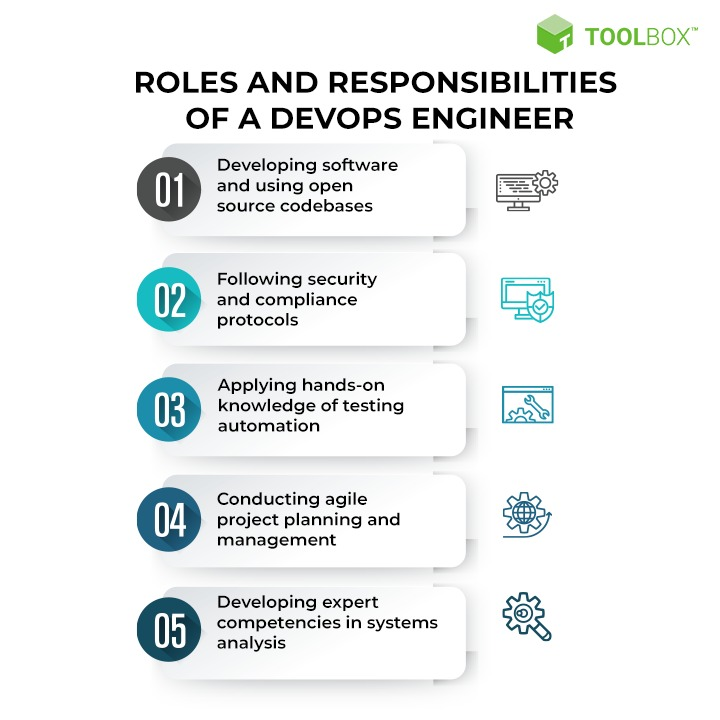 TOOLBOX™
ROLES AND RESPONSIBILITIES
OF A DEVOPS ENGINEER
01
Developing software
and using open
source codebases
02
Following security
and compliance
protocols
03
Applying hands-on
knowledge of testing
automation
04
Conducting agile
project planning and
management
05
Developing expert
competencies in systems
analysis